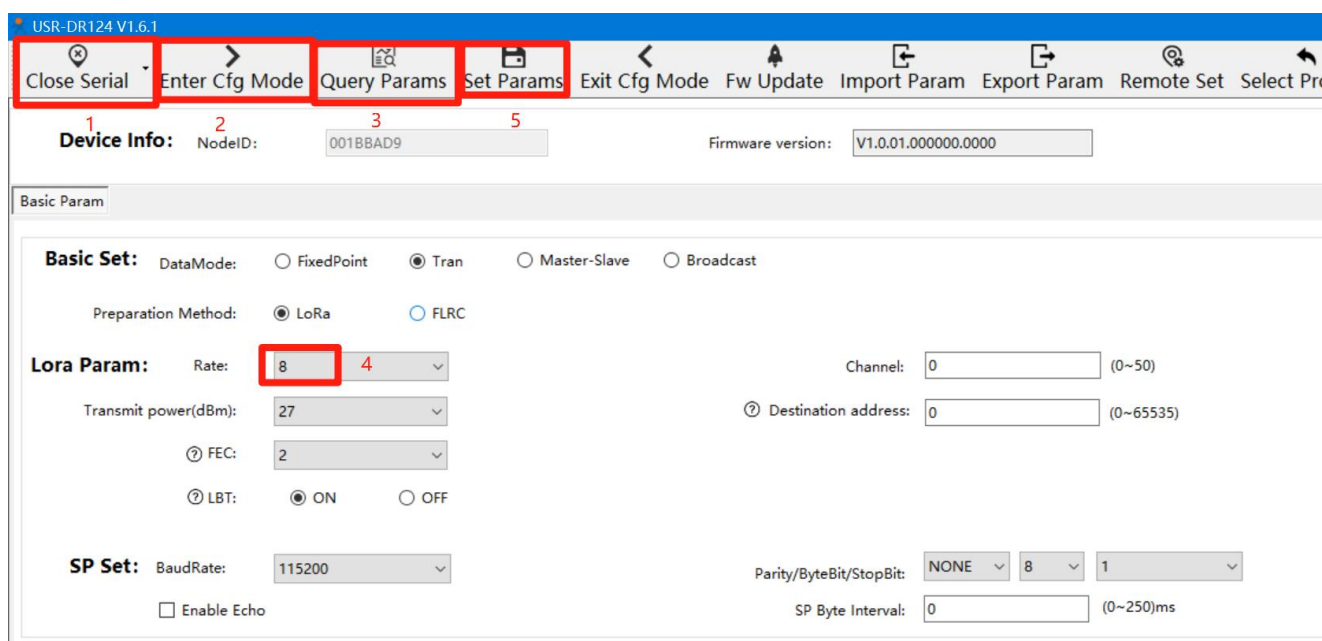 USR-DR124 V1.6.1
Close Serial Enter Cfg Mode Query Params Set Params Exit Cfg Mode Fw Update Import Param Export Param Remote Set Select Pr
1 2 3 5
Device Info: NodeID: 001BBAD9 Firmware version: V1.0.01.000000.0000
Basic Param
Basic Set: DataMode: FixedPoint Tran Master-Slave Broadcast
Preparation Method: LoRa FLRC
Lora Param: Rate: 8 4 Channel: 0 (0~50)
Transmit power(dBm): 27 ? Destination address: 0 (0~65535)
? FEC: 2
? LBT: ON OFF
SP Set: BaudRate: 115200 Parity/ByteBit/StopBit: NONE 8 1
Enable Echo SP Byte Interval: 0 (0~250)ms